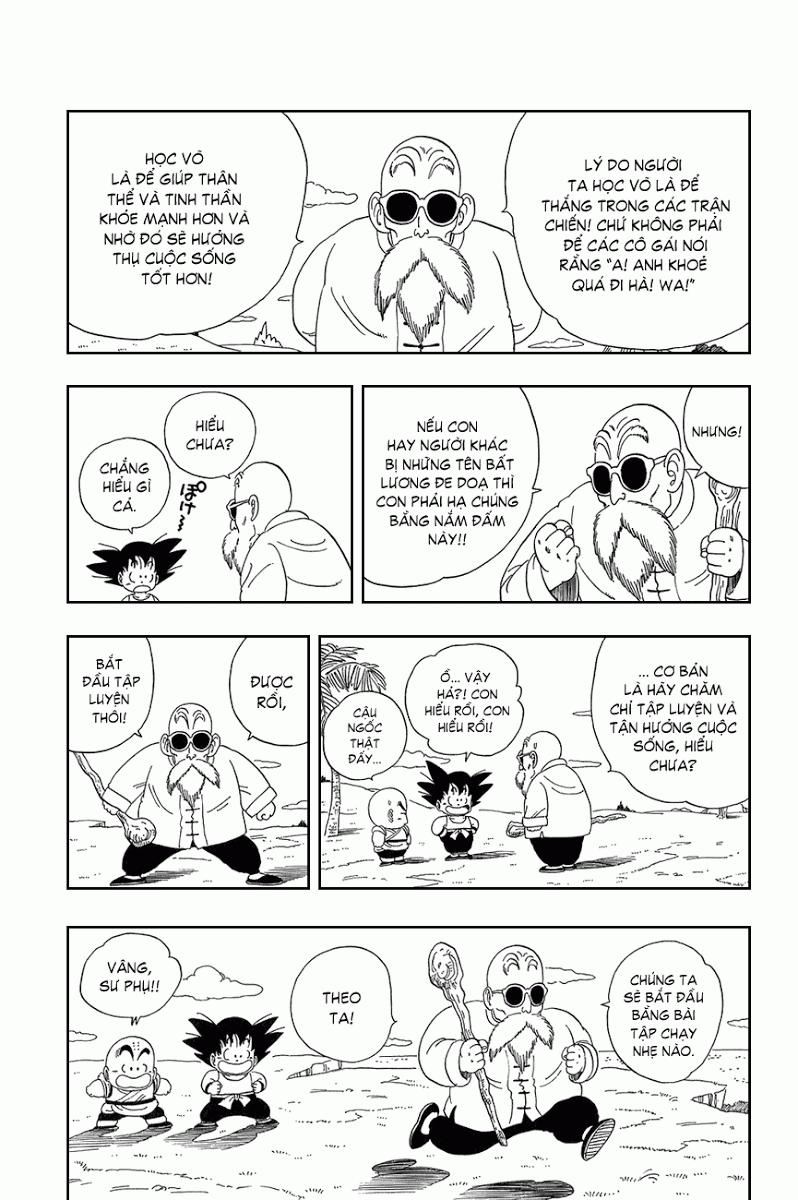 LÝ DO NGƯỜI
TA HỌC VÕ LÀ ĐỂ
THẮNG TRONG CÁC TRẬN
CHIẾN! CHỨ KHÔNG PHẢI
ĐỂ CÁC CÔ GÁI NÓI
RẰNG "A! ANH KHOẺ
QUÁ ĐI HÀ! WA!"
HỌC VÕ
LÀ ĐỂ GIÚP THÂN
THỂ VÀ TINH THẦN
KHỎE MẠNH HƠN VÀ
NHỜ ĐÓ SẼ HƯỞNG
THỤ CUỘC SỐNG
TỐT HƠN!
NHƯNG!
NẾU CON
HAY NGƯỜI KHÁC
BỊ NHỮNG TÊN BẤT
LƯƠNG ĐE DOẠ THÌ
CON PHẢI HẠ CHÚNG
BẰNG NẮM ĐẤM
NÀY!!
HIỂU
CHƯA?
CHẲNG
HIỂU GÌ
CẢ.
ぽけ〜
... CƠ BẢN
LÀ HÃY CHĂM
CHỈ TẬP LUYỆN VÀ
TẬN HƯỞNG CUỘC
SỐNG, HIỂU
CHƯA?
Ồ... VẬY
HẢ?! CON
HIỂU RỒI, CON
HIỂU RỒI!
CẬU
NGỐC
THẬT
ĐẤY...
ĐƯỢC
RỒI,
BẮT
ĐẦU TẬP
LUYỆN
THÔI!
CHÚNG TA
SẼ BẮT ĐẦU
BẰNG BÀI
TẬP CHẠY
NHẸ NÀO.
THEO
TA!
VÂNG,
SƯ PHỤ!!